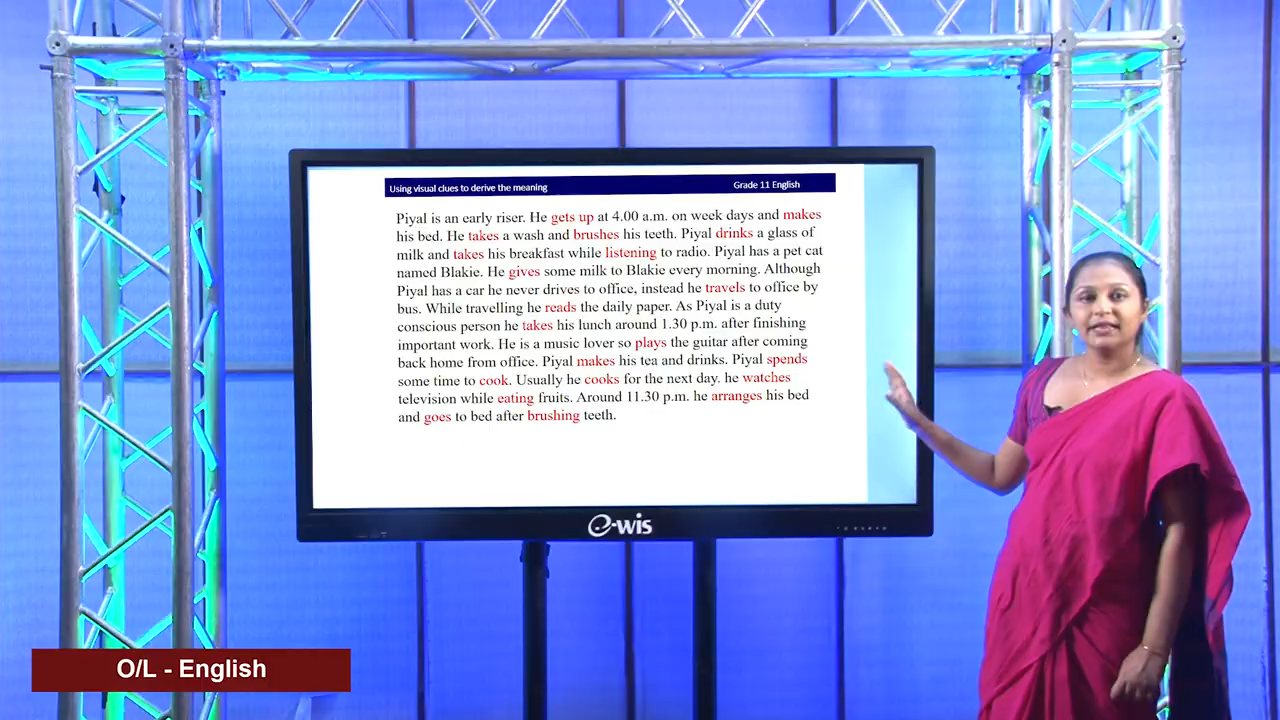 Using visual clues to derive the meaning Grade 11 English
Piyal is an early riser. He gets up at 4.00 a.m. on week days and makes
his bed. He takes a wash and brushes his teeth. Piyal drinks a glass of
milk and takes his breakfast while listening to radio. Piyal has a pet cat
named Blakie. He gives some milk to Blakie every morning. Although
Piyal has a car he never drives to office, instead he travels to office by
bus. While travelling he reads the daily paper. As Piyal is a duty
conscious person he takes his lunch around 1.30 p.m. after finishing
important work. He is a music lover so plays the guitar after coming
back home from office. Piyal makes his tea and drinks. Piyal spends
some time to cook. Usually he cooks for the next day. he watches
television while eating fruits. Around 11.30 p.m. he arranges his bed
and goes to bed after brushing teeth.
e-wis
O/L - English